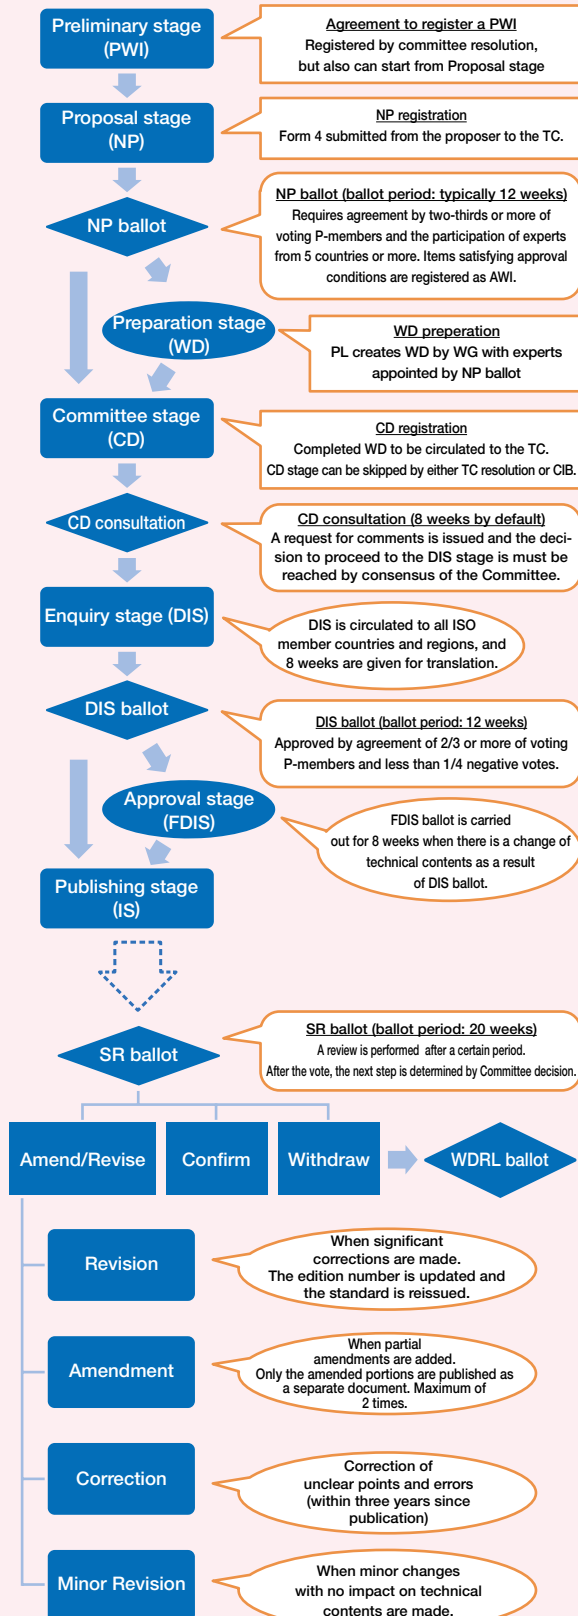 Preliminary stage
(PWI)
Agreement to register a PWI
Registered by committee resolution,
but also can start from Proposal stage
Proposal stage
(NP)
NP registration
Form 4 submitted from the proposer to the TC.
NP ballot
NP ballot (ballot period: typically 12 weeks)
Requires agreement by two-thirds or more of
voting P-members and the participation of experts
from 5 countries or more. Items satisfying approval
conditions are registered as AWI.
Preparation stage
(WD)
WD preperation
PL creates WD by WG with experts
appointed by NP ballot
Committee stage
(CD)
CD registration
Completed WD to be circulated to the TC.
CD stage can be skipped by either TC resolution or CIB.
CD consultation
CD consultation (8 weeks by default)
A request for comments is issued and the deci-
sion to proceed to the DIS stage is must be
reached by consensus of the Committee.
Enquiry stage (DIS)
DIS is circulated to all ISO
member countries and regions, and
8 weeks are given for translation.
DIS ballot
DIS ballot (ballot period: 12 weeks)
Approved by agreement of 2/3 or more of voting
P-members and less than 1/4 negative votes.
Approval stage
(FDIS)
FDIS ballot is carried
out for 8 weeks when there is a change of
technical contents as a result
of DIS ballot.
Publishing stage
(IS)
SR ballot
SR ballot (ballot period: 20 weeks)
A review is performed after a certain period.
After the vote, the next step is determined by Committee decision.
Amend/Revise
Confirm
Withdraw
WDRL ballot
Revision
When significant
corrections are made.
The edition number is updated and
the standard is reissued.
Amendment
When partial
amendments are added.
Only the amended portions are published as
a separate document. Maximum of
2 times.
Correction
Correction of
unclear points and errors
(within three years since
publication)
Minor Revision
When minor changes
with no impact on technical
contents are made.